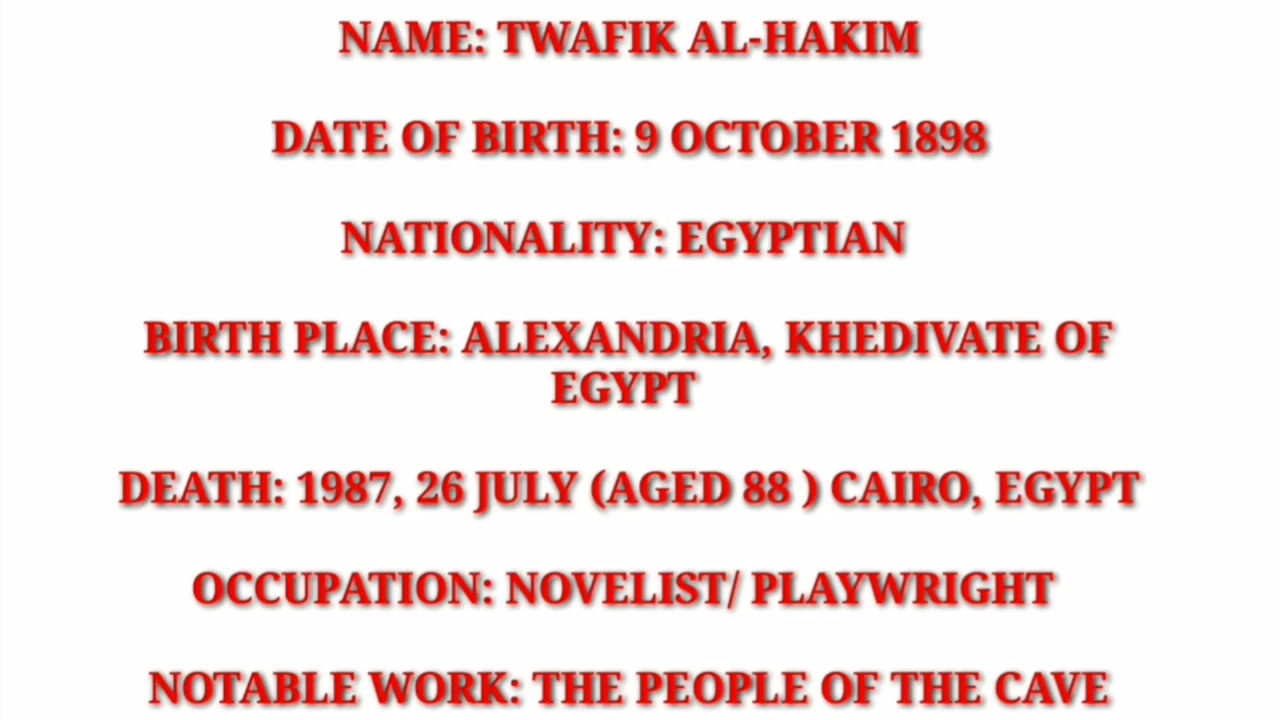 NAME: TWAFIK AL-HAKIM
DATE OF BIRTH: 9 OCTOBER 1898
NATIONALITY: EGYPTIAN
BIRTH PLACE: ALEXANDRIA, KHEDIVATE OF
EGYPT
DEATH: 1987, 26 JULY (AGED 88 ) CAIRO, EGYPT
OCCUPATION: NOVELIST/ PLAYWRIGHT
NOTABLE WORK: THE PEOPLE OF THE CAVE